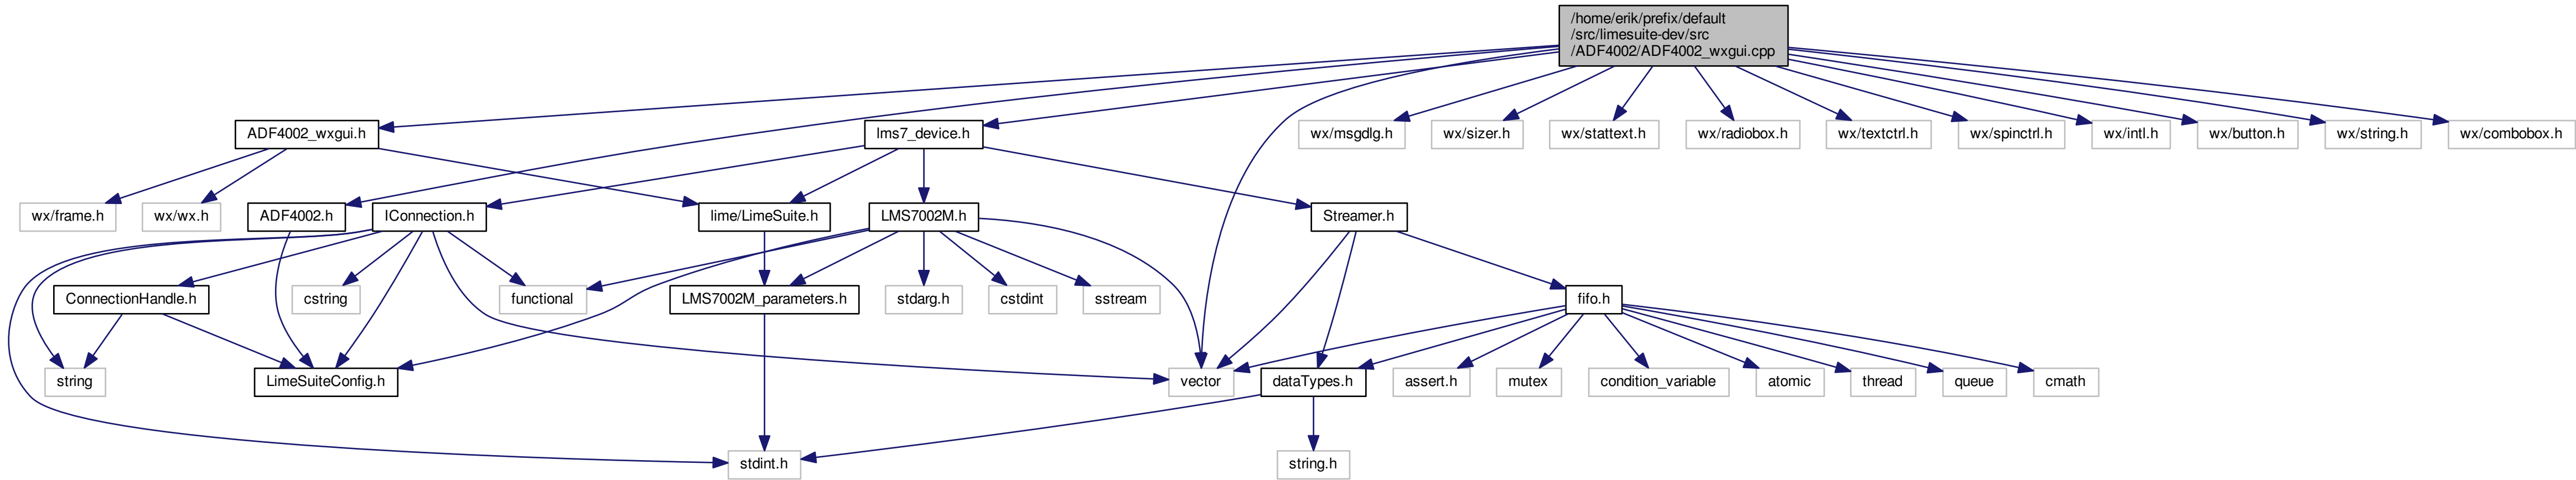 /home/erik/prefix/default
/src/limesuite-dev/src
/ADF4002/ADF4002_wxgui.cpp
ADF4002_wxgui.h
lms7_device.h
wx/msgdlg.h
wx/sizer.h
wx/stattext.h
wx/radiobox.h
wx/textctrl.h
wx/spinctrl.h
wx/intl.h
wx/button.h
wx/string.h
wx/combobox.h
wx/frame.h
wx/wx.h
ADF4002.h
IConnection.h
lime/LimeSuite.h
LMS7002M.h
Streamer.h
ConnectionHandle.h
cstring
functional
LMS7002M_parameters.h
stdarg.h
cstdint
sstream
fifo.h
string
LimeSuiteConfig.h
vector
dataTypes.h
assert.h
mutex
condition_variable
atomic
thread
queue
cmath
stdint.h
string.h